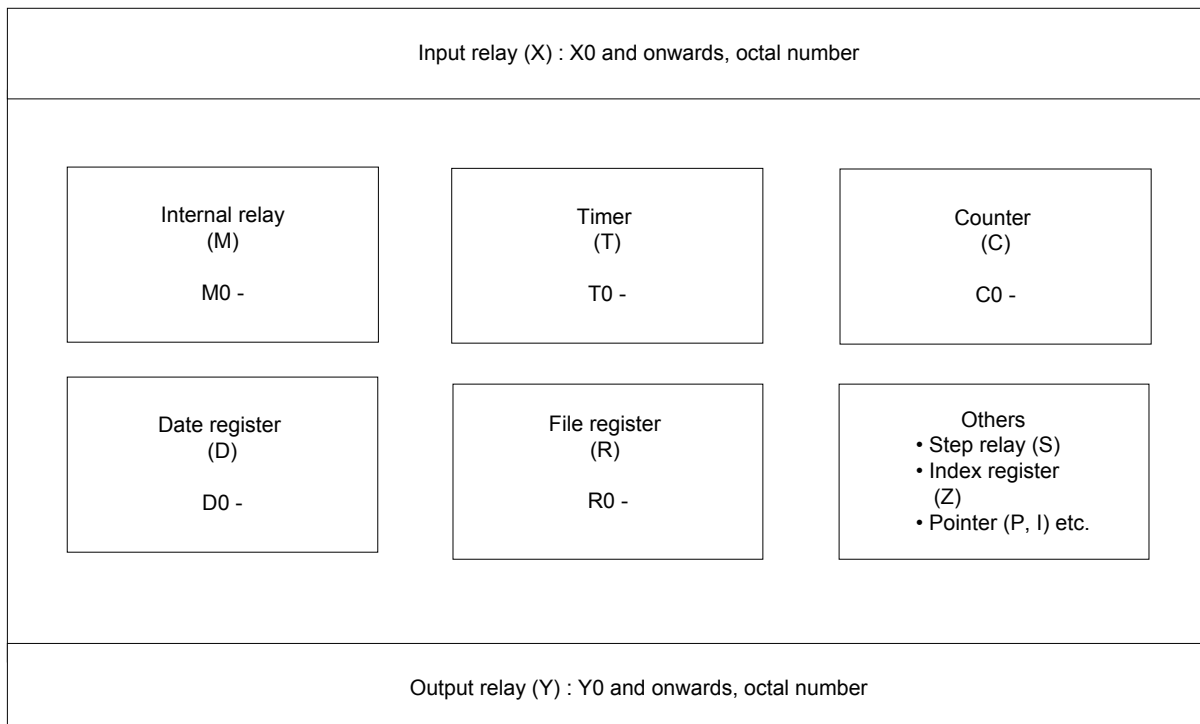 Input relay (X) : X0 and onwards, octal number
Internal relay
(M)
M0 -
Timer
(T)
T0 -
Counter
(C)
C0 -
Date register
(D)
D0 -
File register
(R)
R0 -
Others
• Step relay (S)
• Index register
(Z)
• Pointer (P, I) etc.
Output relay (Y) : Y0 and onwards, octal number